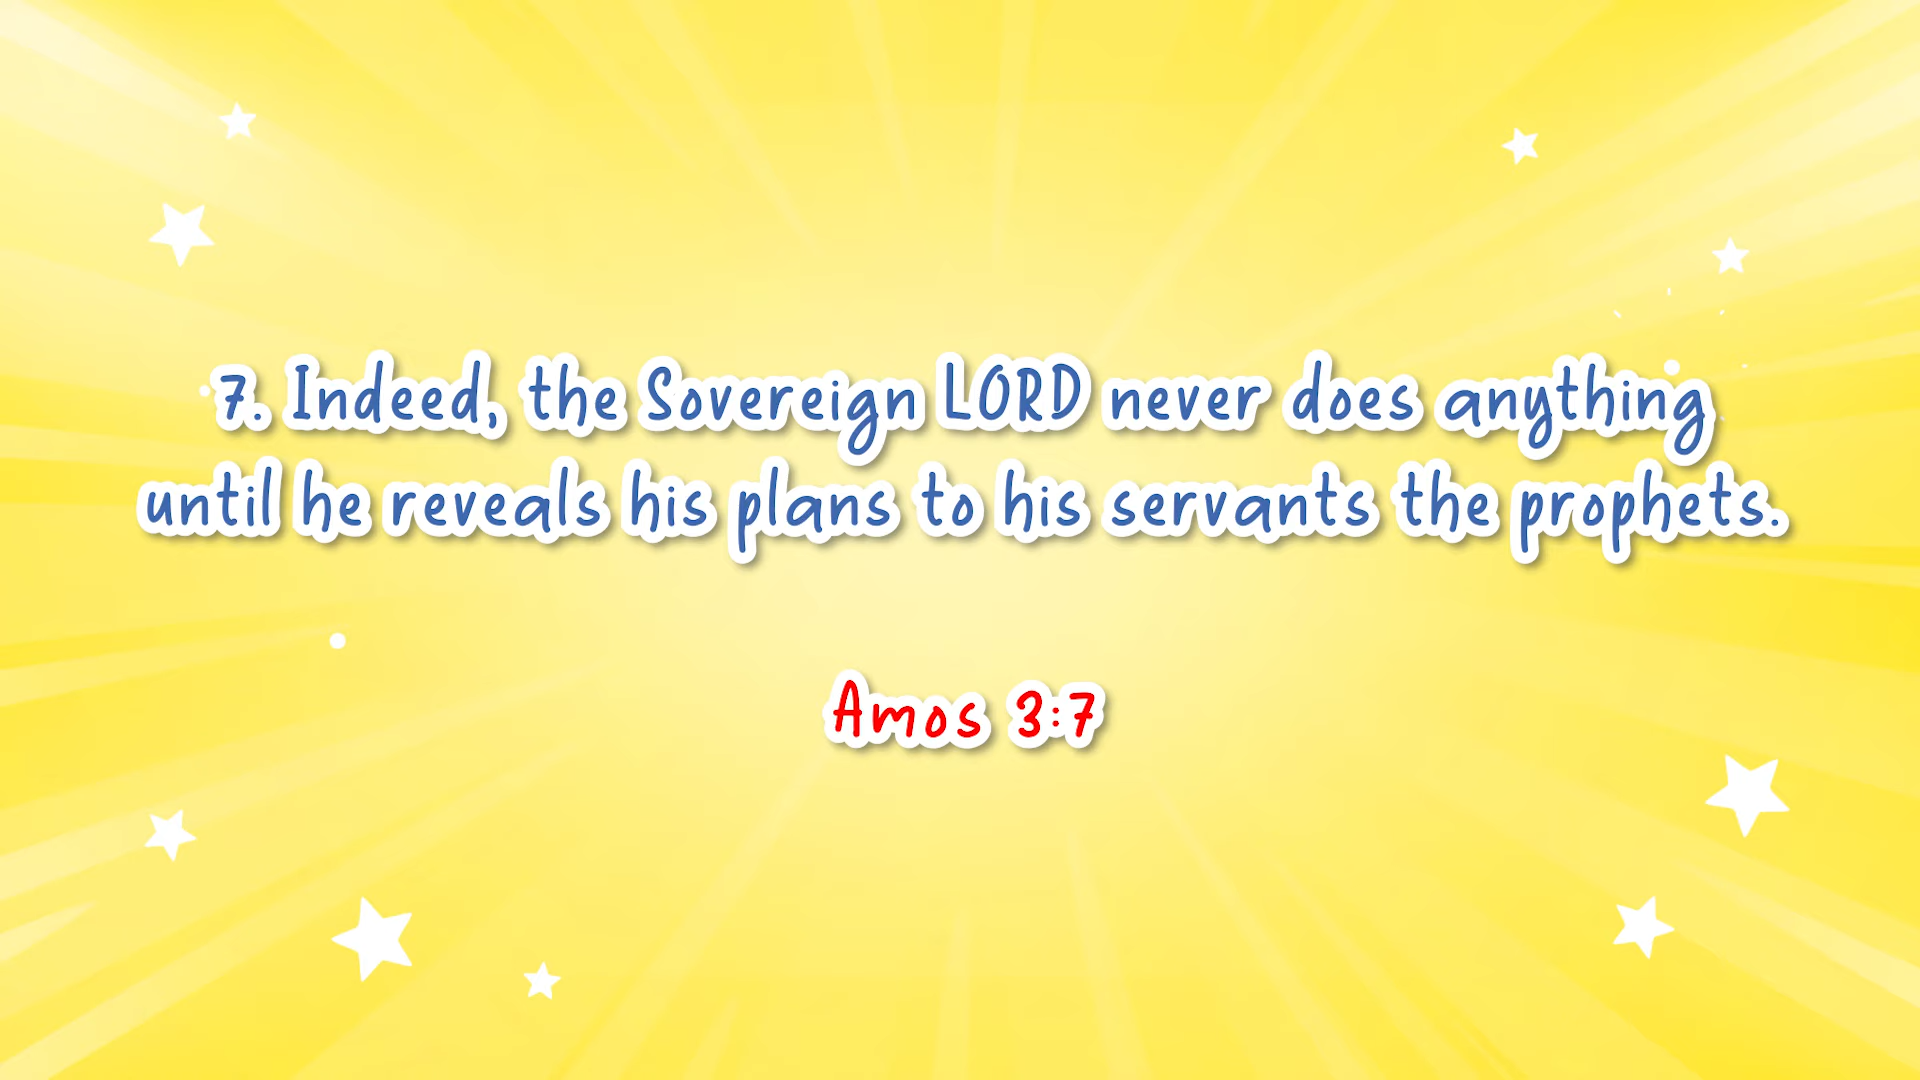 7. Indeed, the Sovereign LORD never does anything
until he reveals his plans to his servants the prophets.
Amos 3:7